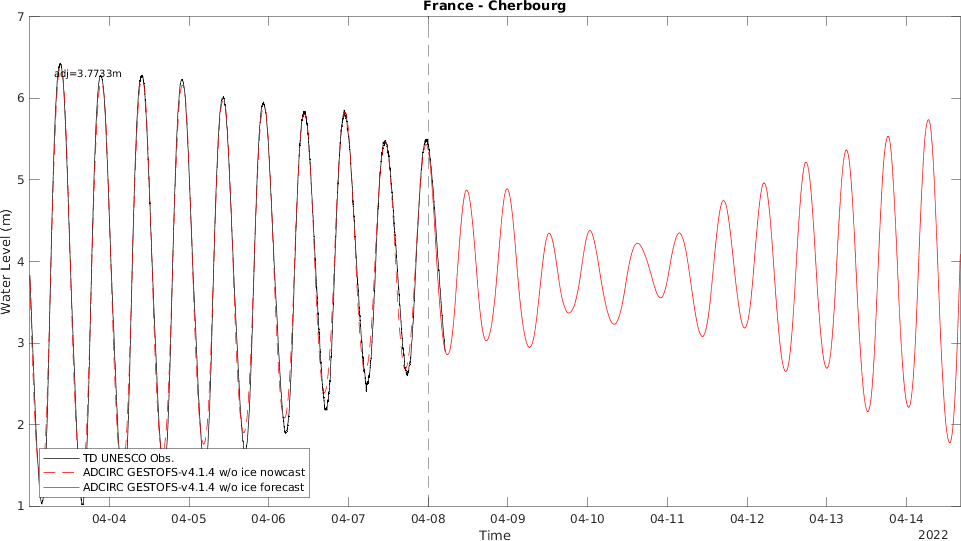 France - Cherbourg
7
6
5
4
3
2
1
Water Level (m)
adj=3.7733m
TD UNESCO Obs.
ADCIRC GESTOFS-v4.1.4 w/o ice nowcast
ADCIRC GESTOFS-v4.1.4 w/o ice forecast
04-04 04-05 04-06 04-07 04-08 04-09 04-10 04-11 04-12 04-13 04-14
Time
2022